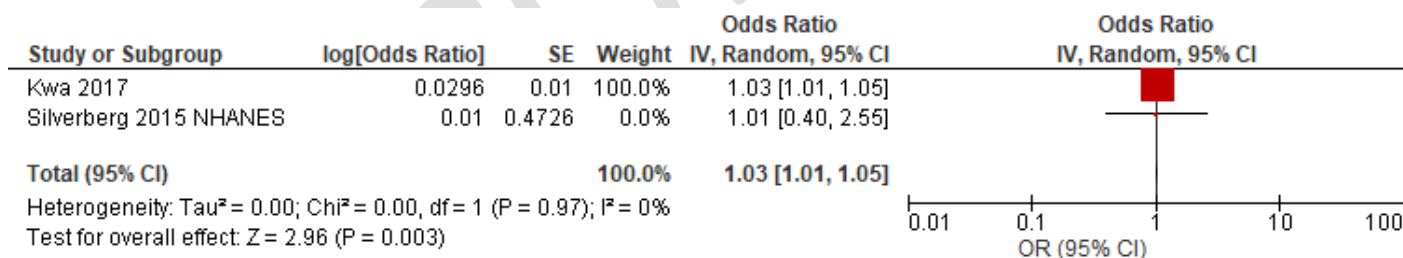 Odds Ratio Odds Ratio
Study or Subgroup log[Odds Ratio] SE Weight IV, Random, 95% CI IV, Random, 95% CI
Kwa 2017 0.0296 0.01 100.0% 1.03 [1.01, 1.05]
Silverberg 2015 NHANES 0.01 0.4726 0.0% 1.01 [0.40, 2.55]
Total (95% CI) 100.0% 1.03 [1.01, 1.05]
Heterogeneity: Tau² = 0.00; Chi² = 0.00, df = 1 (P = 0.97); I² = 0%
Test for overall effect: Z = 2.96 (P = 0.003)
0.01 0.1 1 10 100
OR (95% CI)